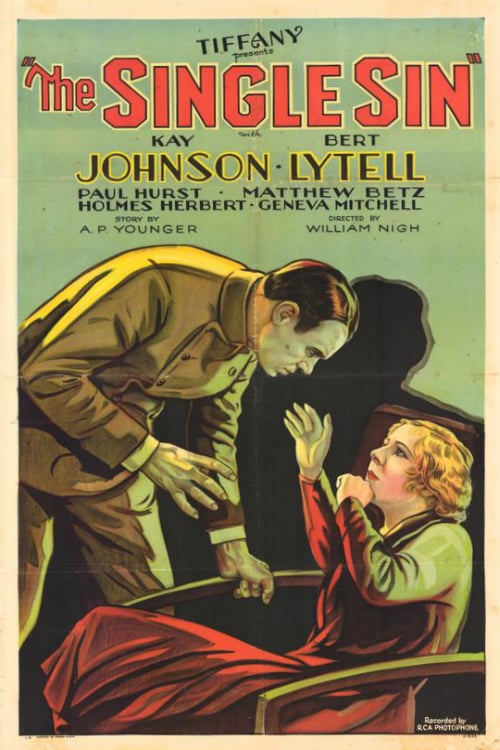 TIFFANY
presents
"The SINGLE SIN"
with
KAY BERT
JOHNSON · LYTELL
PAUL HURST · MATTHEW BETZ
HOLMES HERBERT · GENEVA MITCHELL
STORY BY DIRECTED BY
A. P. YOUNGER WILLIAM NIGH
Recorded by
RCA PHOTOPHONE